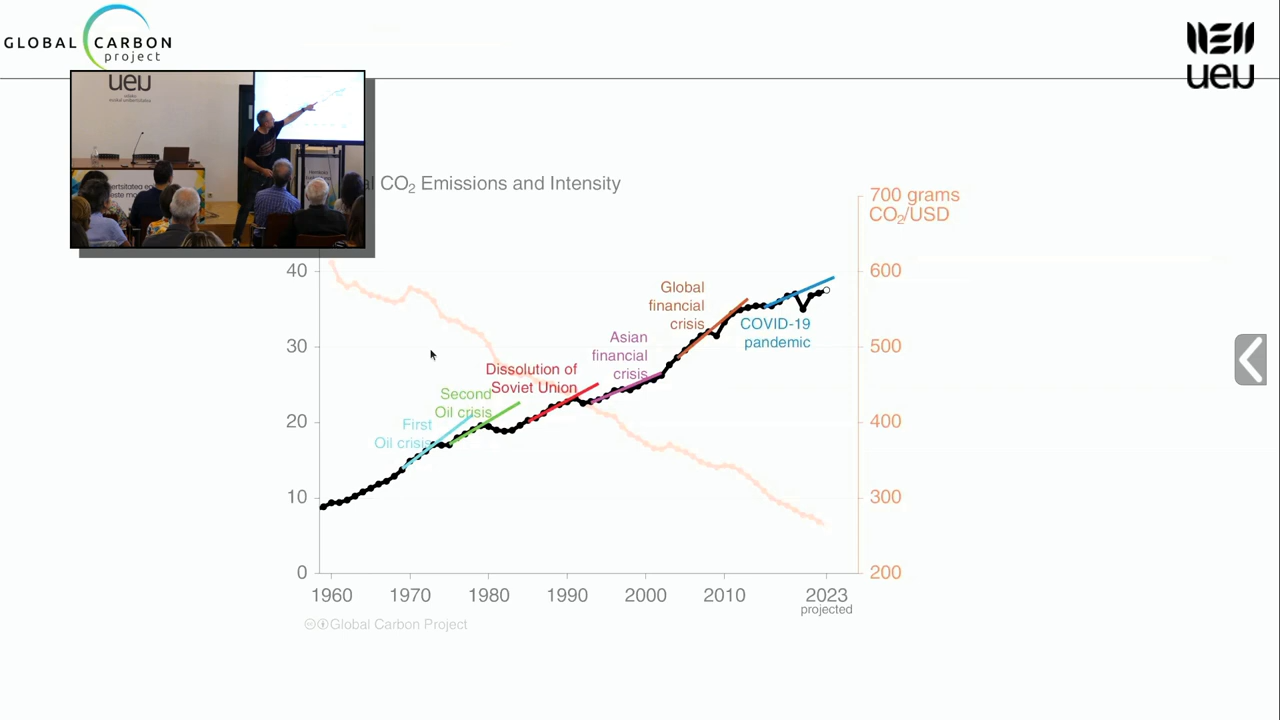 GLOBAL CARBON
project
ueu
ueu
CO₂ Emissions and Intensity
700 grams
CO₂/USD
40
30
20
10
0
600
500
400
300
200
First
Oil crisis
Second
Oil crisis
Dissolution of
Soviet Union
Asian
financial
crisis
Global
financial
crisis
COVID-19
pandemic
1960 1970 1980 1990 2000 2010 2023
projected
Global Carbon Project